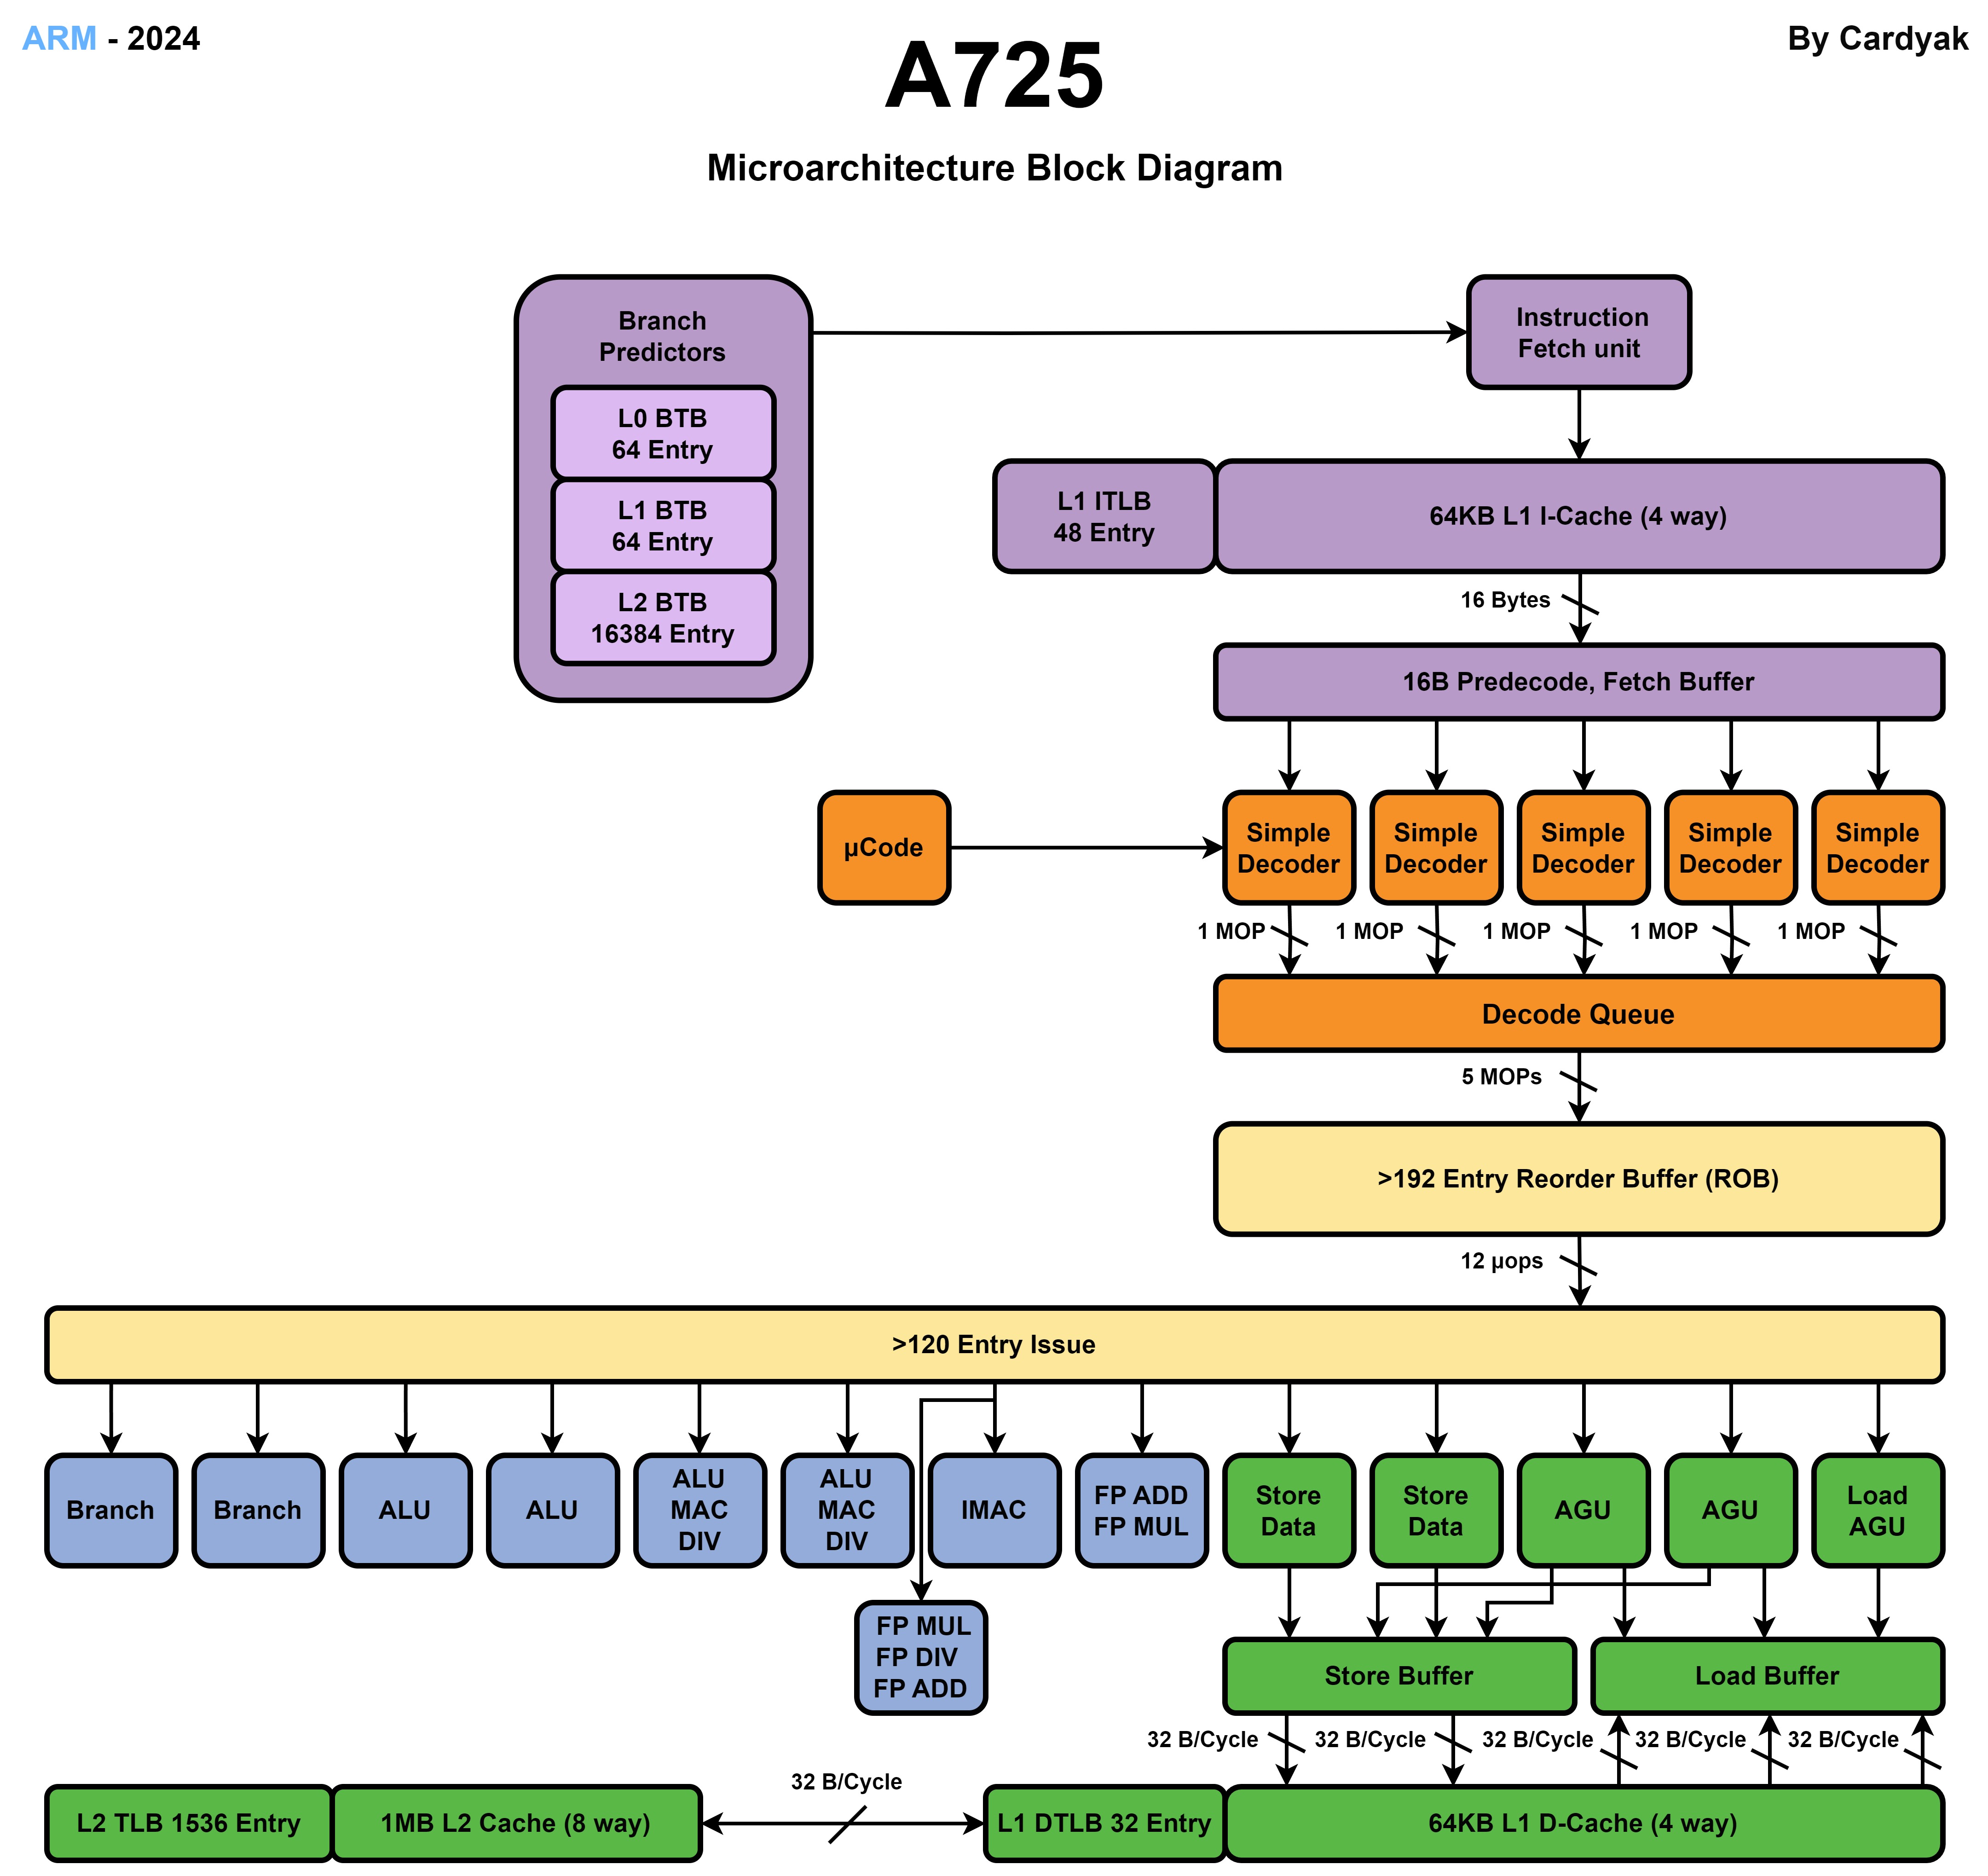 ARM - 2024
A725
By Cardyak
Microarchitecture Block Diagram
Branch
Predictors
L0 BTB
64 Entry
L1 BTB
64 Entry
L2 BTB
16384 Entry
Instruction
Fetch unit
L1 ITLB
48 Entry
64KB L1 I-Cache (4 way)
16 Bytes
16B Predecode, Fetch Buffer
µCode
Simple
Decoder
Simple
Decoder
Simple
Decoder
Simple
Decoder
Simple
Decoder
1 MOP
1 MOP
1 MOP
1 MOP
1 MOP
Decode Queue
5 MOPs
>192 Entry Reorder Buffer (ROB)
12 µops
>120 Entry Issue
Branch
Branch
ALU
ALU
ALU
MAC
DIV
ALU
MAC
DIV
IMAC
FP ADD
FP MUL
Store
Data
Store
Data
AGU
AGU
Load
AGU
FP MUL
FP DIV
FP ADD
Store Buffer
Load Buffer
32 B/Cycle
32 B/Cycle
32 B/Cycle
32 B/Cycle
32 B/Cycle
32 B/Cycle
L2 TLB 1536 Entry
1MB L2 Cache (8 way)
L1 DTLB 32 Entry
64KB L1 D-Cache (4 way)